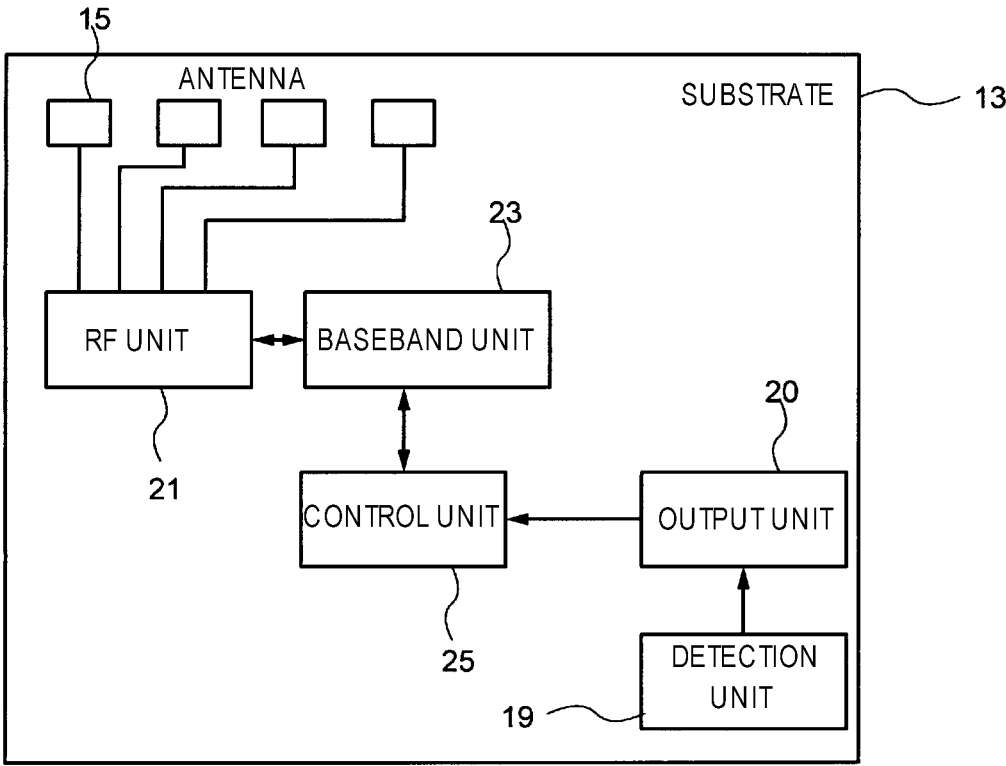 15
ANTENNA
SUBSTRATE
13
23
RF UNIT
BASEBAND UNIT
20
21
CONTROL UNIT
OUTPUT UNIT
25
DETECTION
UNIT
19